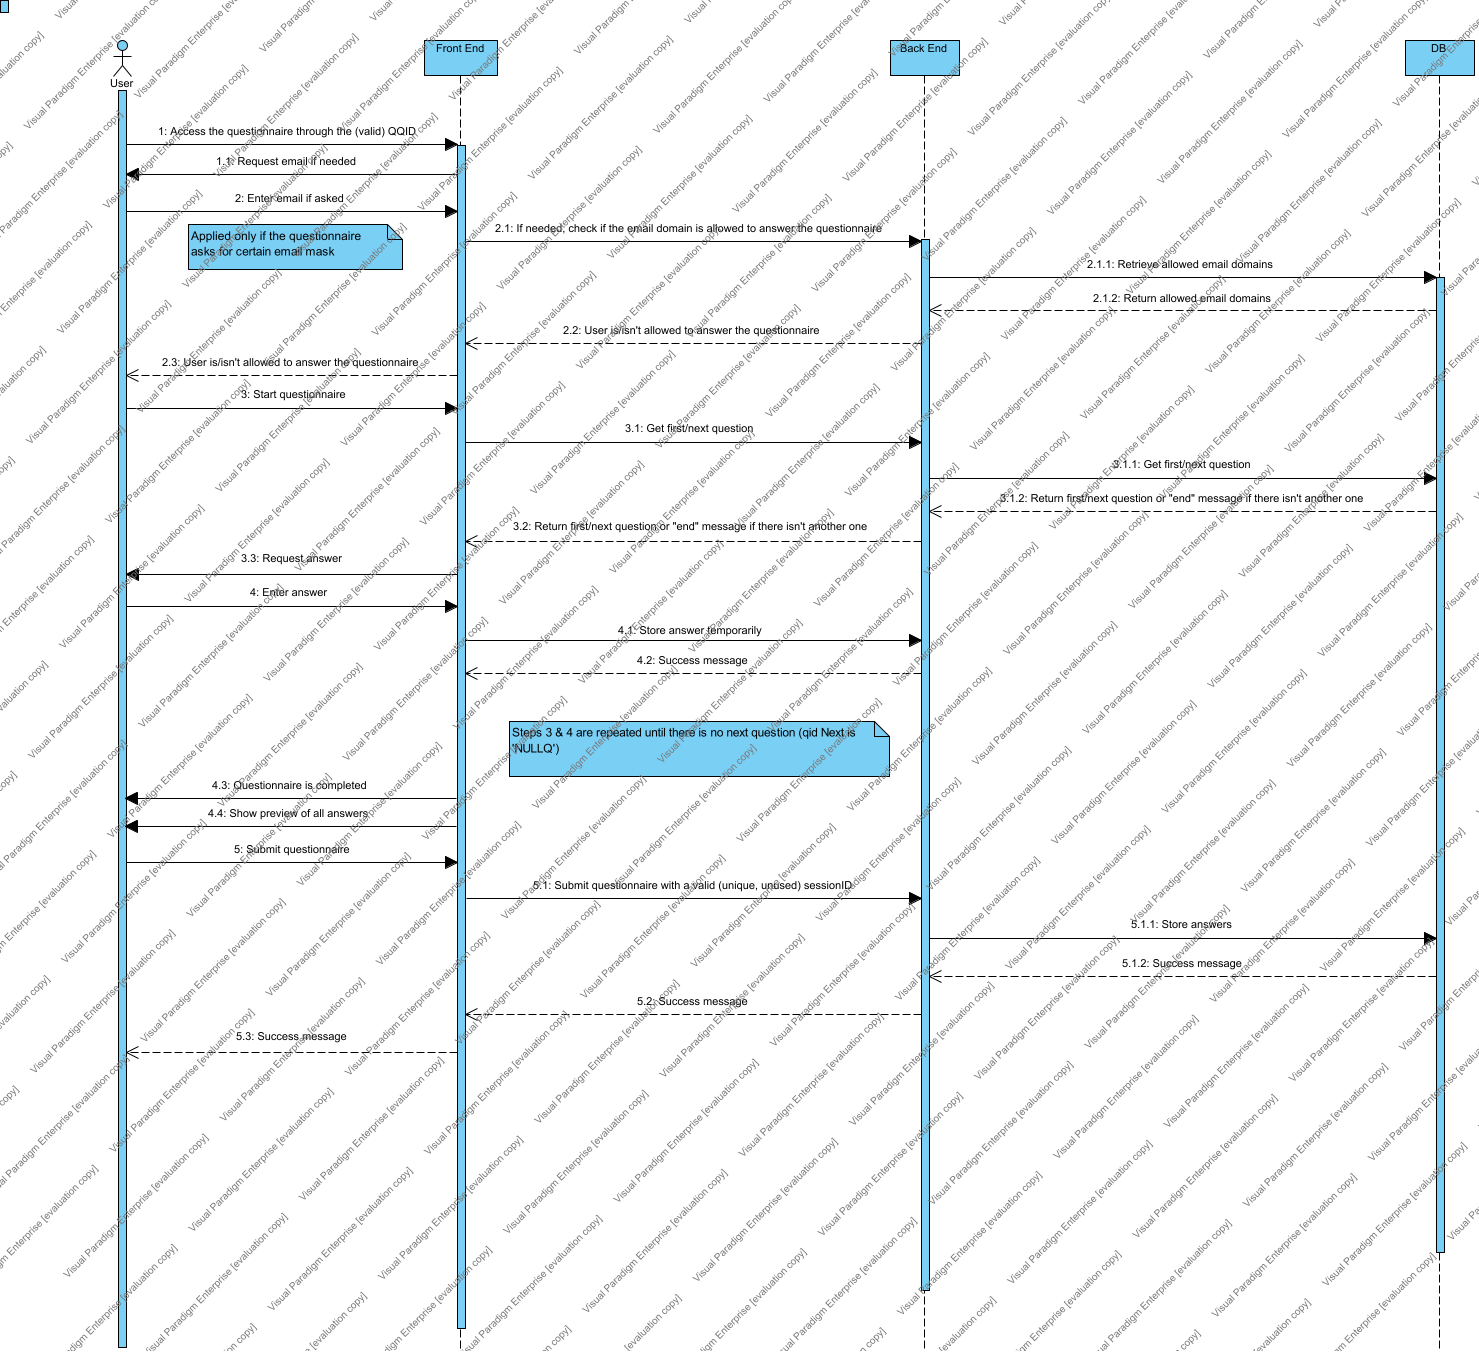 User
Front End
Back End
DB
1: Access the questionnaire through the (valid) QQID
1.1: Request email if needed
2: Enter email if asked
Applied only if the questionnaire
asks for certain email mask
2.1: If needed, check if the email domain is allowed to answer the questionnaire
2.1.1: Retrieve allowed email domains
2.1.2: Return allowed email domains
2.2: User is/isn't allowed to answer the questionnaire
2.3: User is/isn't allowed to answer the questionnaire
3: Start questionnaire
3.1: Get first/next question
3.1.1: Get first/next question
3.1.2: Return first/next question or "end" message if there isn't another one
3.2: Return first/next question or "end" message if there isn't another one
3.3: Request answer
4: Enter answer
4.1: Store answer temporarily
4.2: Success message
Steps 3 & 4 are repeated until there is no next question (qid Next is
'NULLQ')
4.3: Questionnaire is completed
4.4: Show preview of all answers
5: Submit questionnaire
5.1: Submit questionnaire with a valid (unique, unused) sessionID
5.1.1: Store answers
5.1.2: Success message
5.2: Success message
5.3: Success message
Visual Paradigm Enterprise [evaluation copy]